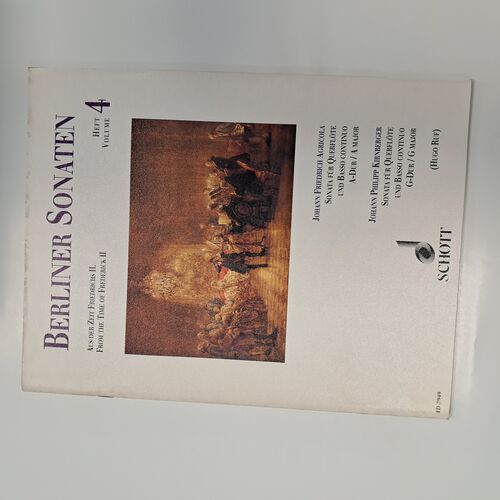 BERLINER SONATEN
HEFT
VOLUME 4
AUS DER ZEIT FRIEDRICHS II.
FROM THE TIME OF FREDERICK II
JOHANN FRIEDRICH AGRICOLA
SONATA FÜR QUERFLÖTE
UND BASSO CONTINUO
A-DUR / A MAJOR
JOHANN PHILIPP KIRNBERGER
SONATA FÜR QUERFLÖTE
UND BASSO CONTINUO
G-DUR / G MAJOR
(HUGO RUF)
SCHOTT
ED 7949